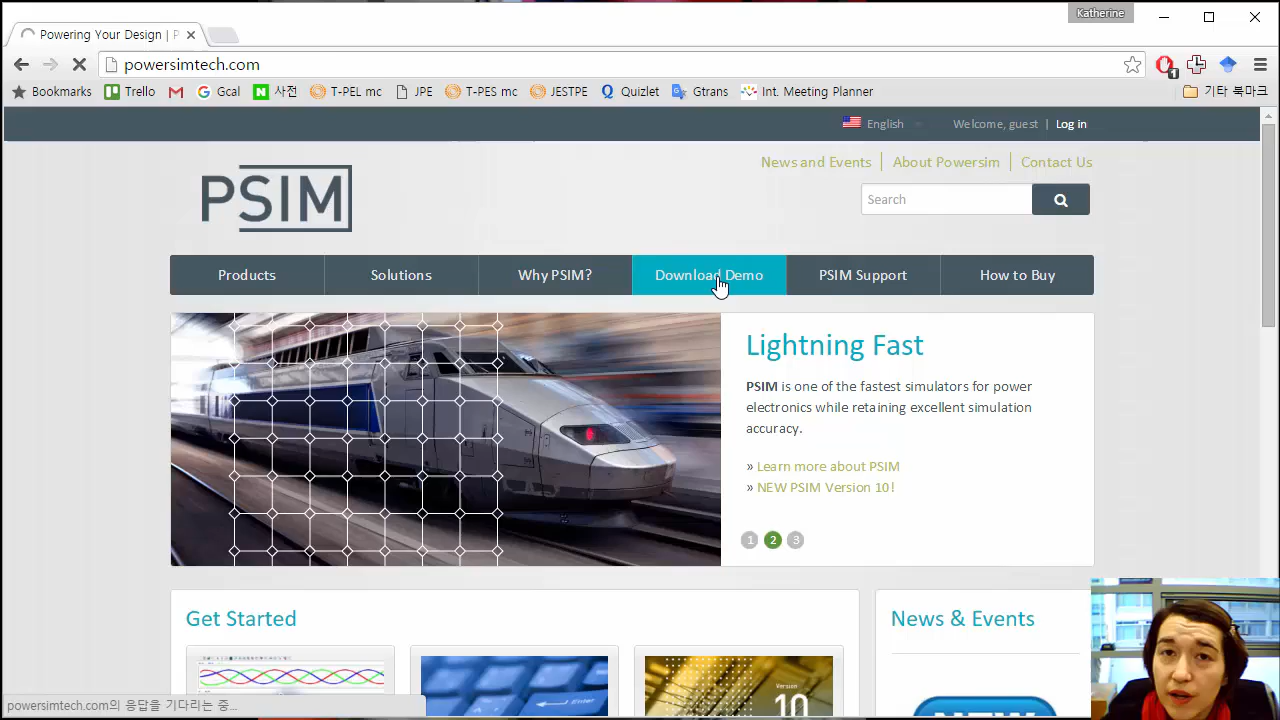 Katherine
Powering Your Design | P
powersimtech.com
1
Bookmarks Trello Gcal 사전 T-PEL mc JPE T-PES mc JESTPE Quizlet Gtrans Int. Meeting Planner 기타 북마크
English Welcome, guest | Log in
News and Events About Powersim Contact Us
PSIM
Search
Products Solutions Why PSIM? Download Demo PSIM Support How to Buy
Lightning Fast
PSIM is one of the fastest simulators for power
electronics while retaining excellent simulation
accuracy.
» Learn more about PSIM
» NEW PSIM Version 10!
1 2 3
Get Started
News & Events
Enter
Version
10
powersimtech.com의 응답을 기다리는 중...